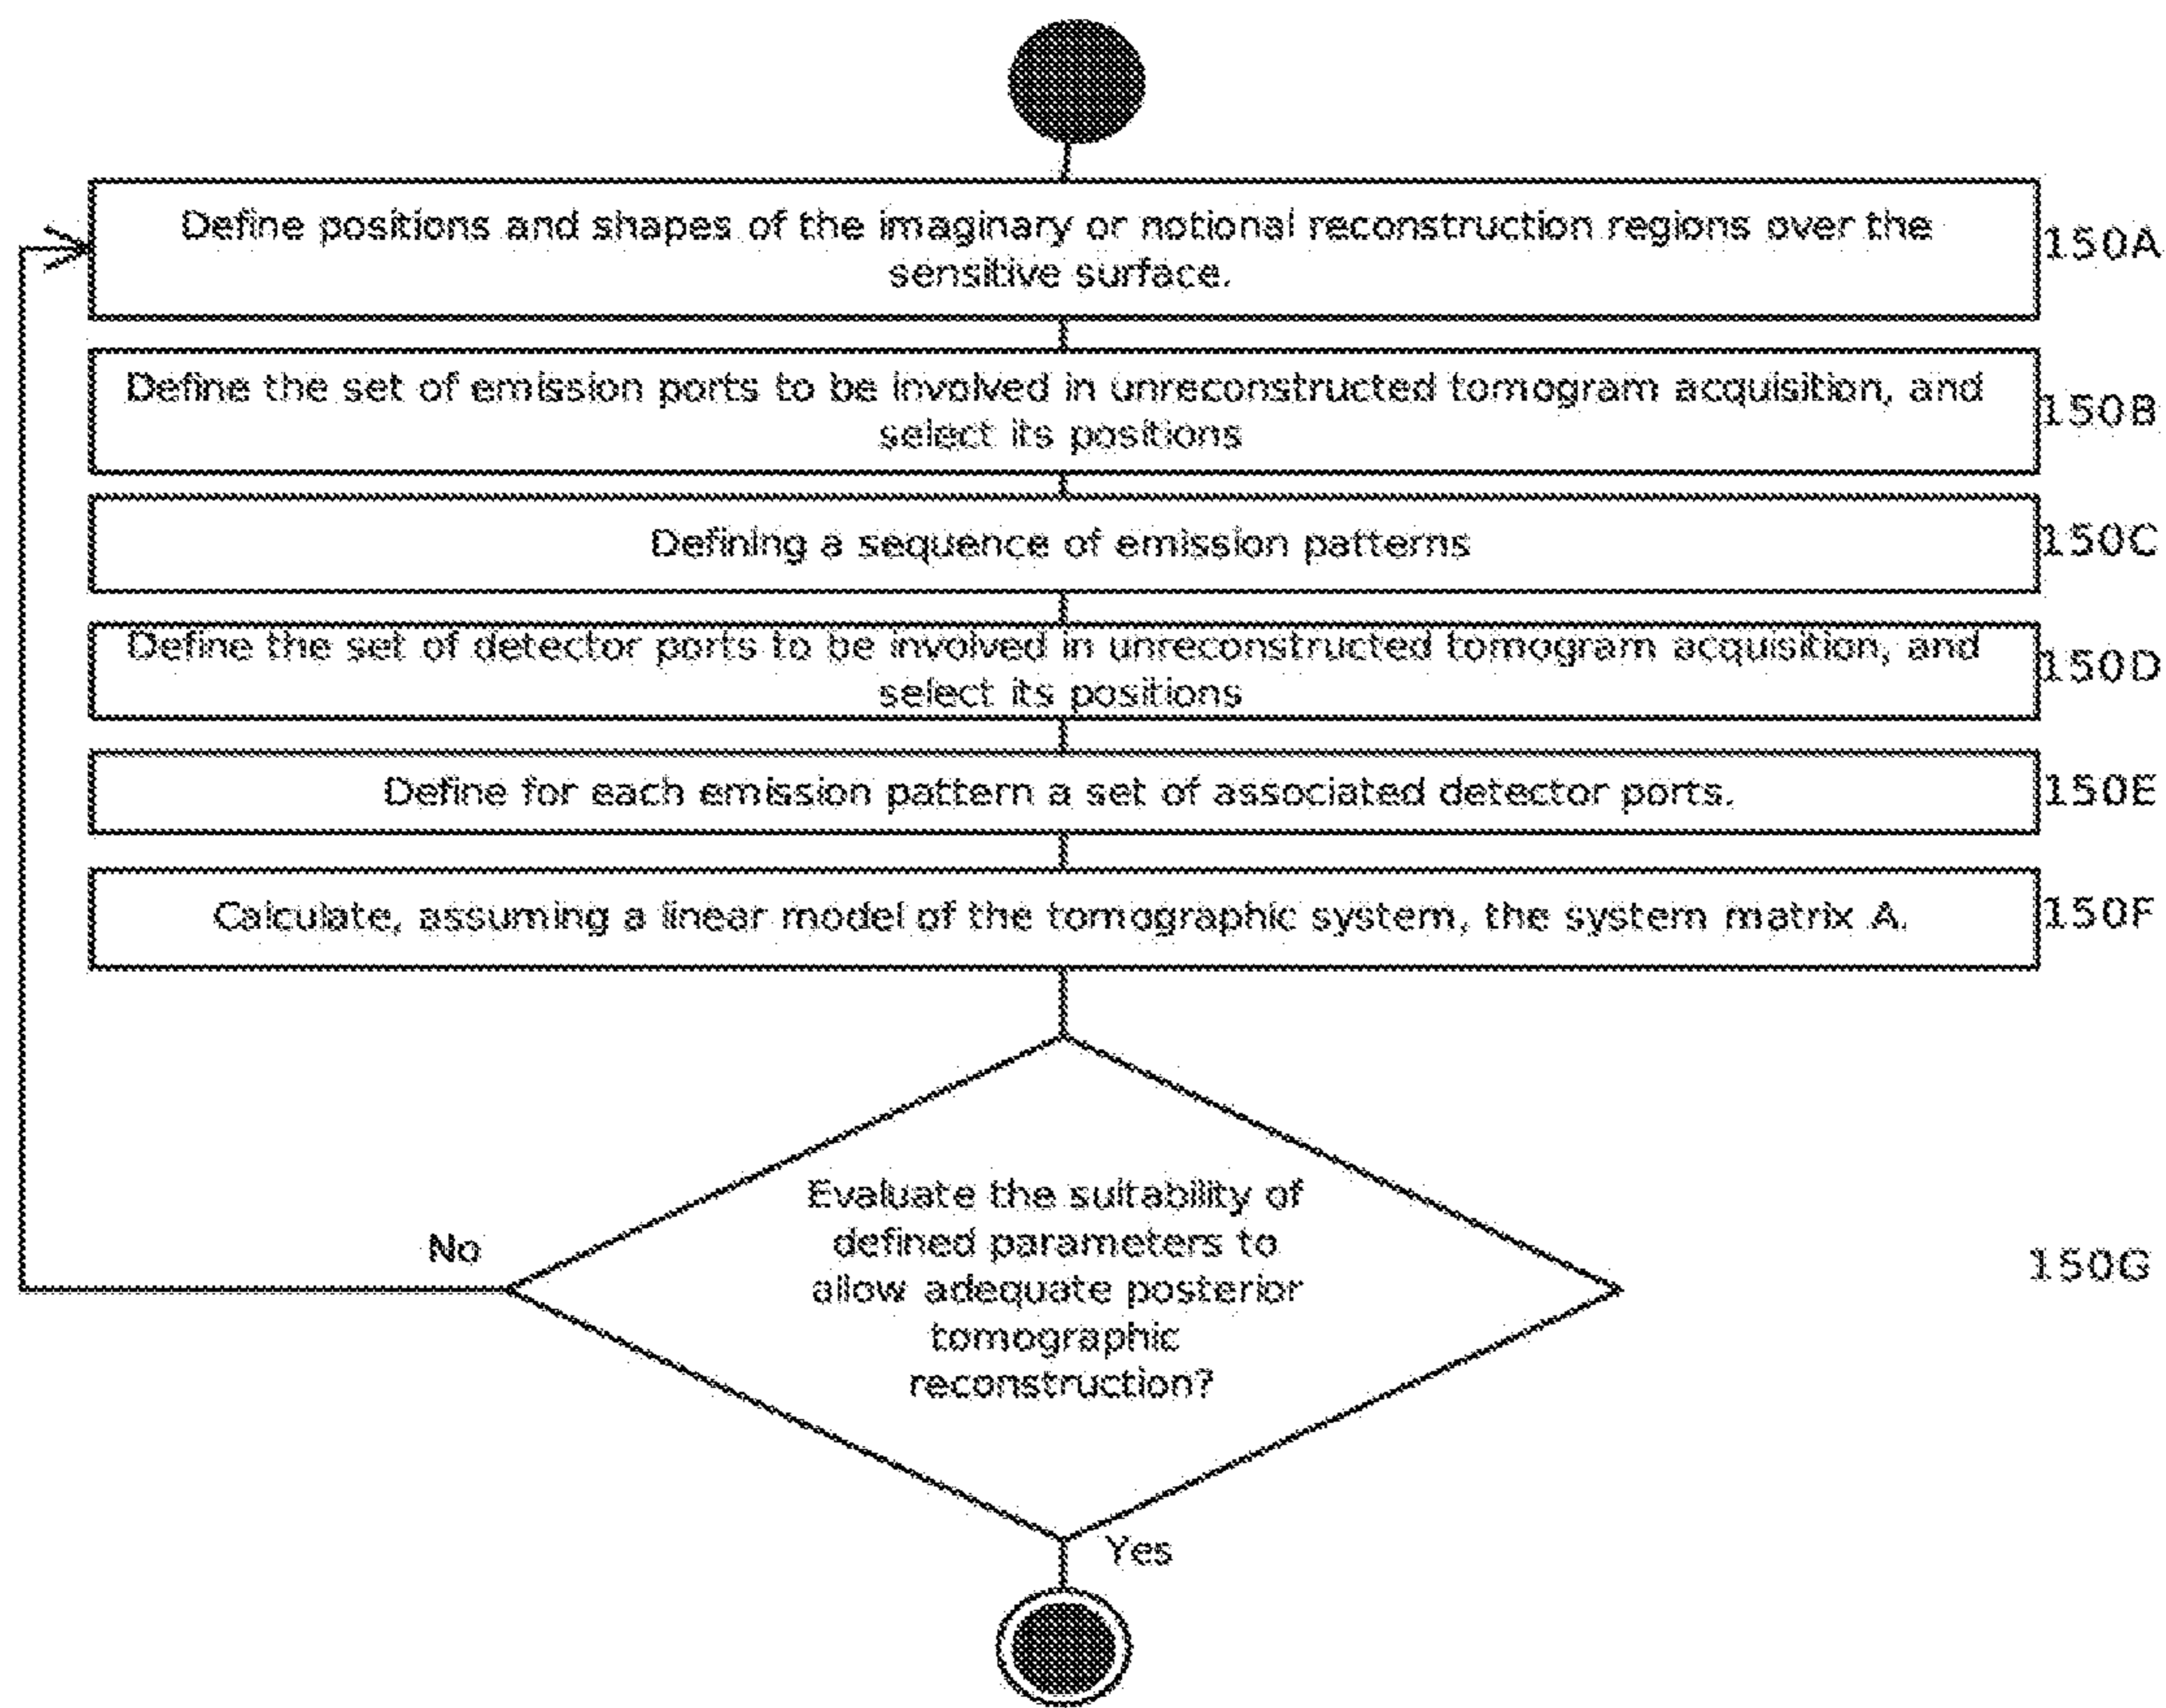 Define positions and shapes of the imaginary or notional reconstruction regions over the
sensitive surface.
150A
Define the set of emission ports to be involved in unreconstructed tomogram acquisition, and
select its positions
150B
Defining a sequence of emission patterns
150C
Define the set of detector ports to be involved in unreconstructed tomogram acquisition, and
select its positions
150D
Define for each emission pattern a set of associated detector ports.
150E
Calculate, assuming a linear model of the tomographic system, the system matrix A.
150F
Evaluate the suitability of
defined parameters to
allow adequate posterior
tomographic
reconstruction?
No
150G
Yes